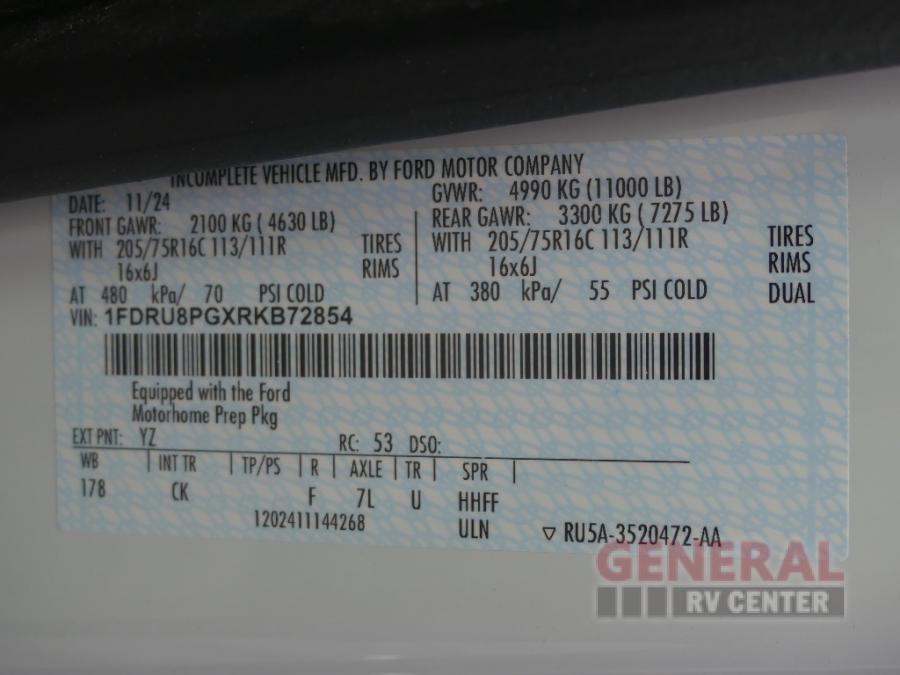 INCOMPLETE VEHICLE MFD. BY FORD MOTOR COMPANY
DATE: 11/24
GVWR: 4990 KG (11000 LB)
FRONT GAWR: 2100 KG ( 4630 LB)
REAR GAWR: 3300 KG ( 7275 LB)
WITH 205/75R16C 113/111R TIRES
16x6J RIMS
AT 480 kPa/ 70 PSI COLD
WITH 205/75R16C 113/111R TIRES
16x6J RIMS
AT 380 kPa/ 55 PSI COLD DUAL
VIN: 1FDRU8PGXRKB72854
Equipped with the Ford
Motorhome Prep Pkg
EXT PNT: YZ RC: 53 DSO:
WB | INT TR | TP/PS | R | AXLE | TR | SPR |
178 CK F 7L U HHFF
1202411144268 ULN ▽ RU5A-3520472-AA
GENERAL
RV CENTER